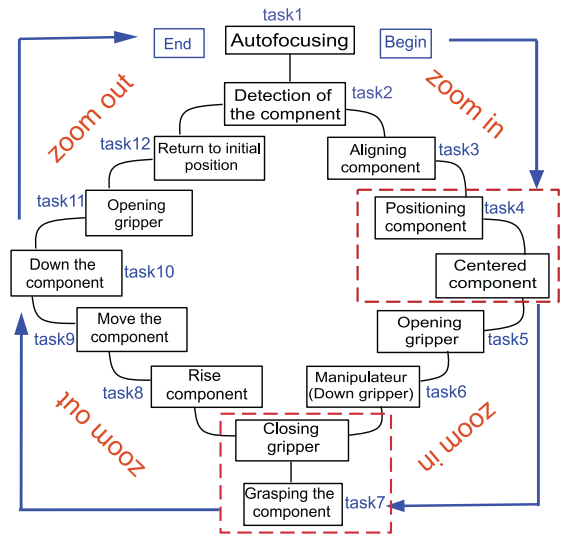 task1
End
Autofocusing
Begin
zoom out
zoom in
Detection of
the compnent
task2
task12
Return to initial
position
Aligning
component
task3
task11
Opening
gripper
Positioning
component
task4
Down the
component
task10
Centered
component
task9
Move the
component
Opening
gripper
task5
task8
Rise
component
Manipulateur
(Down gripper)
task6
zoom out
zoom in
Closing
gripper
Grasping the
component
task7